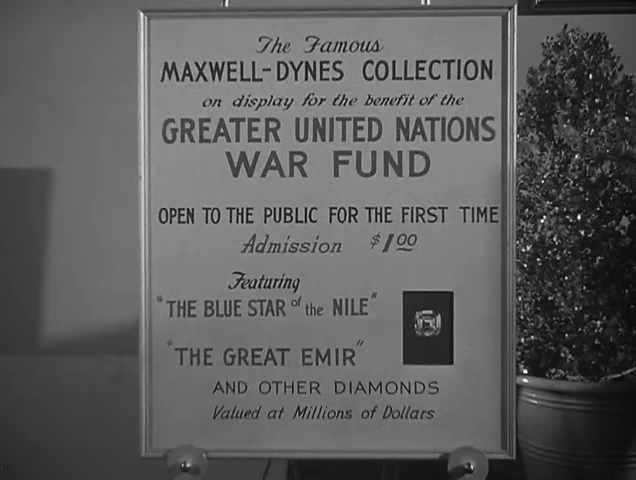 The Famous
MAXWELL-DYNES COLLECTION
on display for the benefit of the
GREATER UNITED NATIONS
WAR FUND
OPEN TO THE PUBLIC FOR THE FIRST TIME
Admission $1.00
Featuring
"THE BLUE STAR of the NILE"
"THE GREAT EMIR"
AND OTHER DIAMONDS
Valued at Millions of Dollars